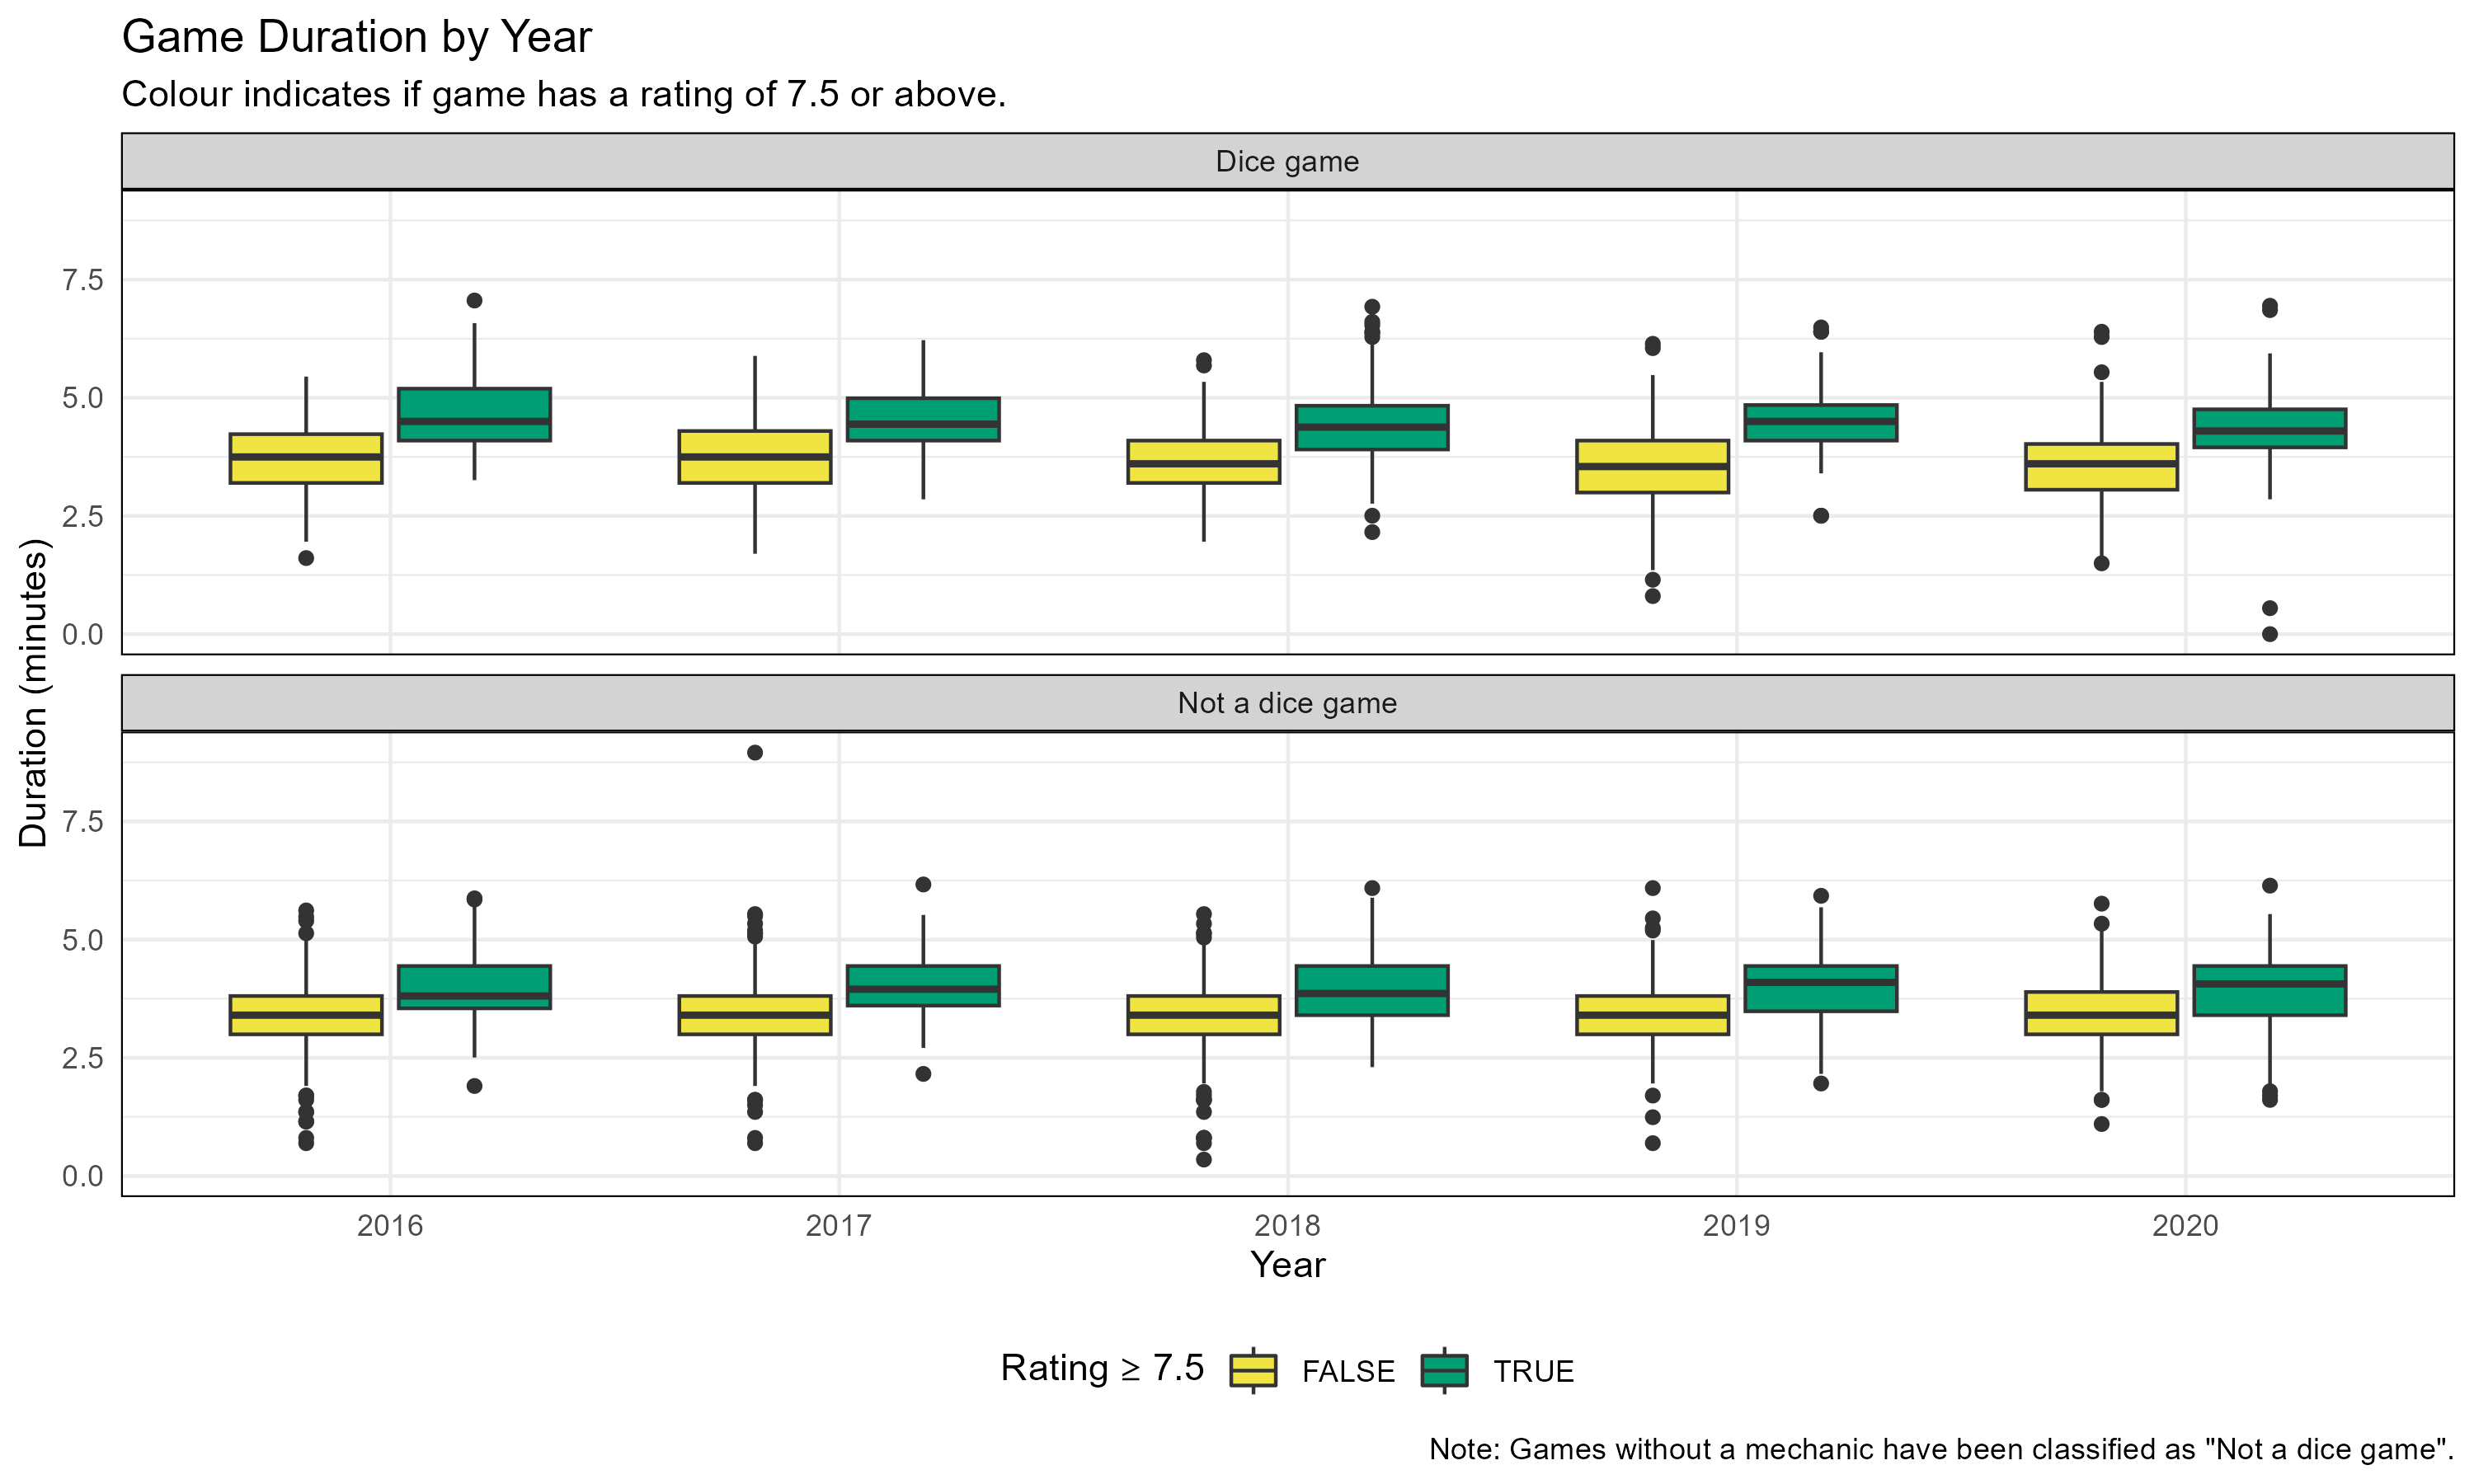 Game Duration by Year
Colour indicates if game has a rating of 7.5 or above.
Dice game
7.5
5.0
2.5
0.0
Not a dice game
7.5
5.0
2.5
0.0
Duration (minutes)
2016 2017 2018 2019 2020
Year
Rating ≥ 7.5 FALSE TRUE
Note: Games without a mechanic have been classified as "Not a dice game".